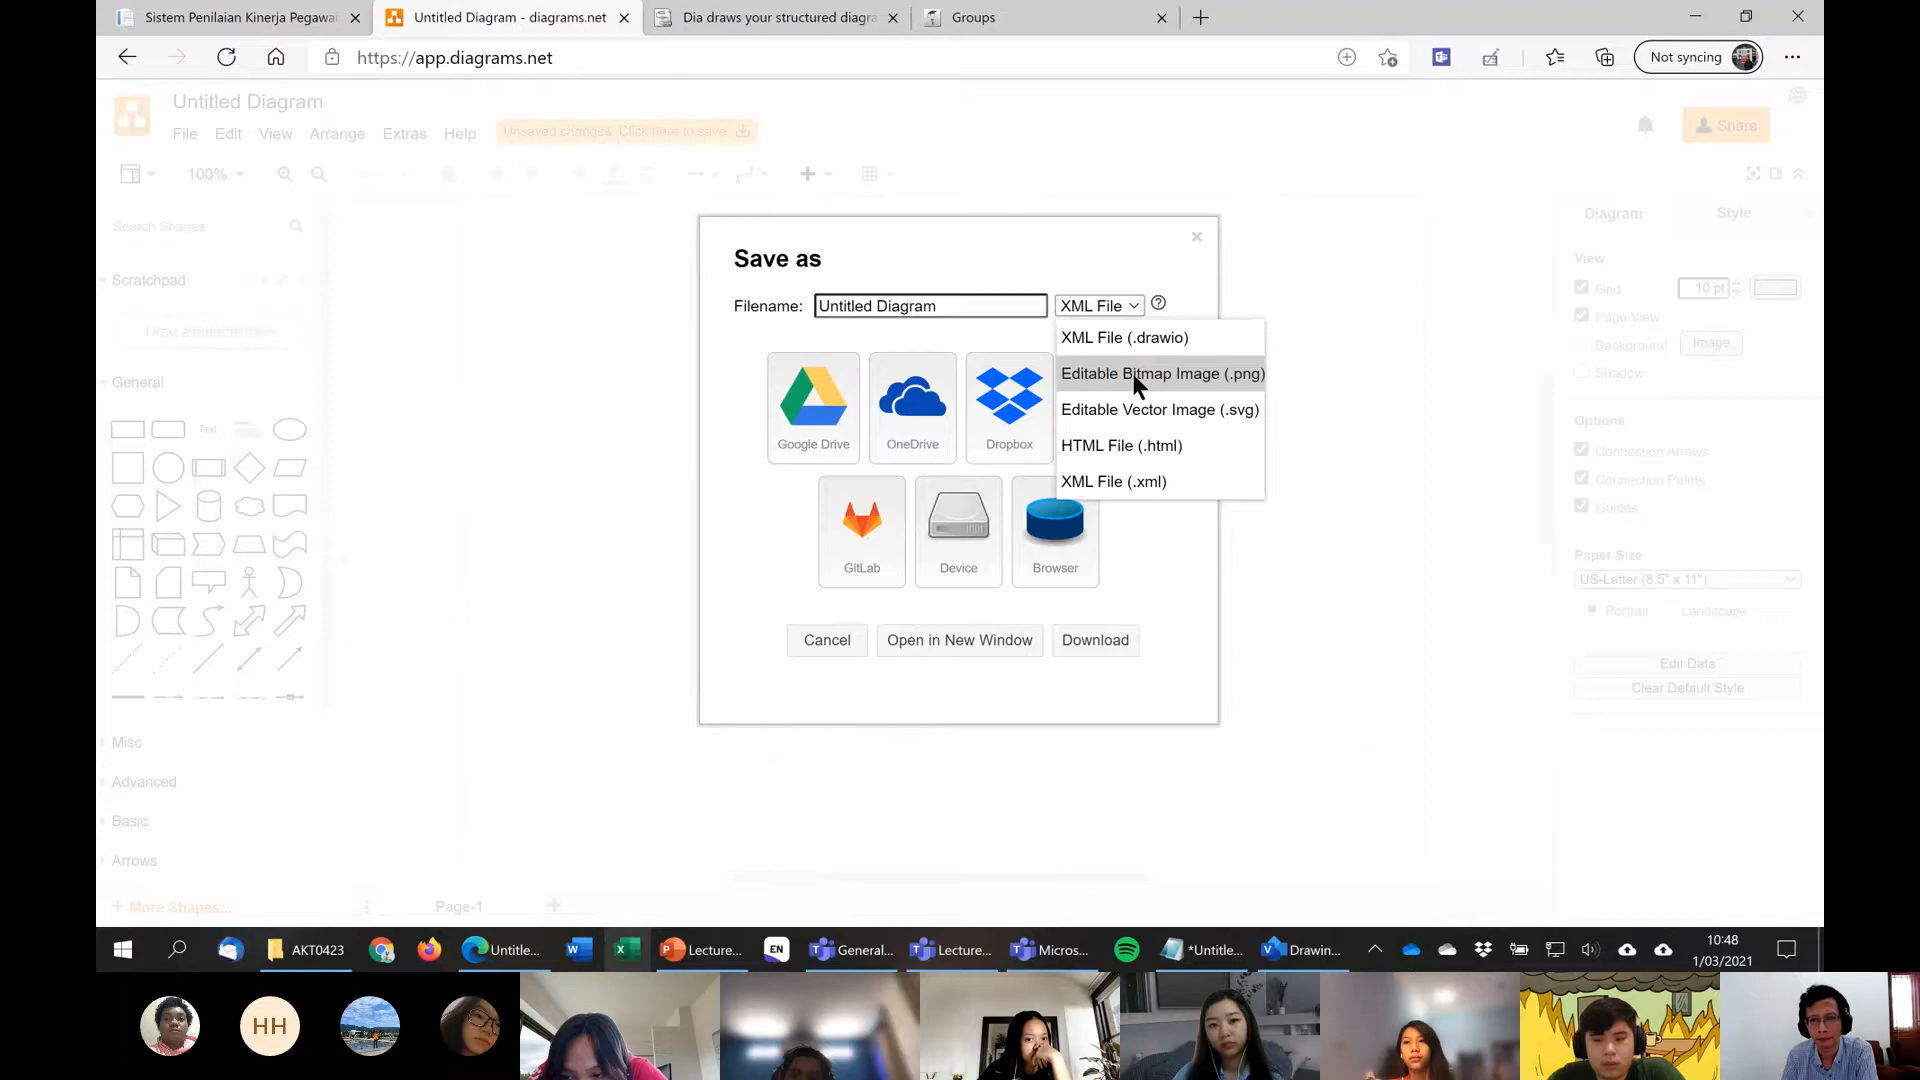 Sistem Penilaian Kinerja Pegawai
Untitled Diagram - diagrams.net
Dia draws your structured diagra
Groups
https://app.diagrams.net
Not syncing
Untitled Diagram
File Edit View Arrange Extras Help
Unsaved changes. Click here to save
Share
100%
Search Shapes
Diagram
Style
Save as
View
Scratchpad
Grid
10 pt
Filename:
Untitled Diagram
XML File
Page View
Drag elements here
XML File (.drawio)
Background
Image
Shadow
Editable Bitmap Image (.png)
General
Editable Vector Image (.svg)
Options
Text
Google Drive
OneDrive
Dropbox
HTML File (.html)
Connection Arrows
XML File (.xml)
Connection Points
Guides
Paper Size
GitLab
Device
Browser
US-Letter (8.5" x 11")
Portrait
Landscape
Cancel
Open in New Window
Download
Edit Data
Clear Default Style
Misc
Advanced
Basic
Arrows
+ More Shapes...
Page-1
AKT0423
Untitle...
Lecture...
EN
General...
Lecture...
Micros...
*Untitle...
Drawin...
10:48
1/03/2021
HH